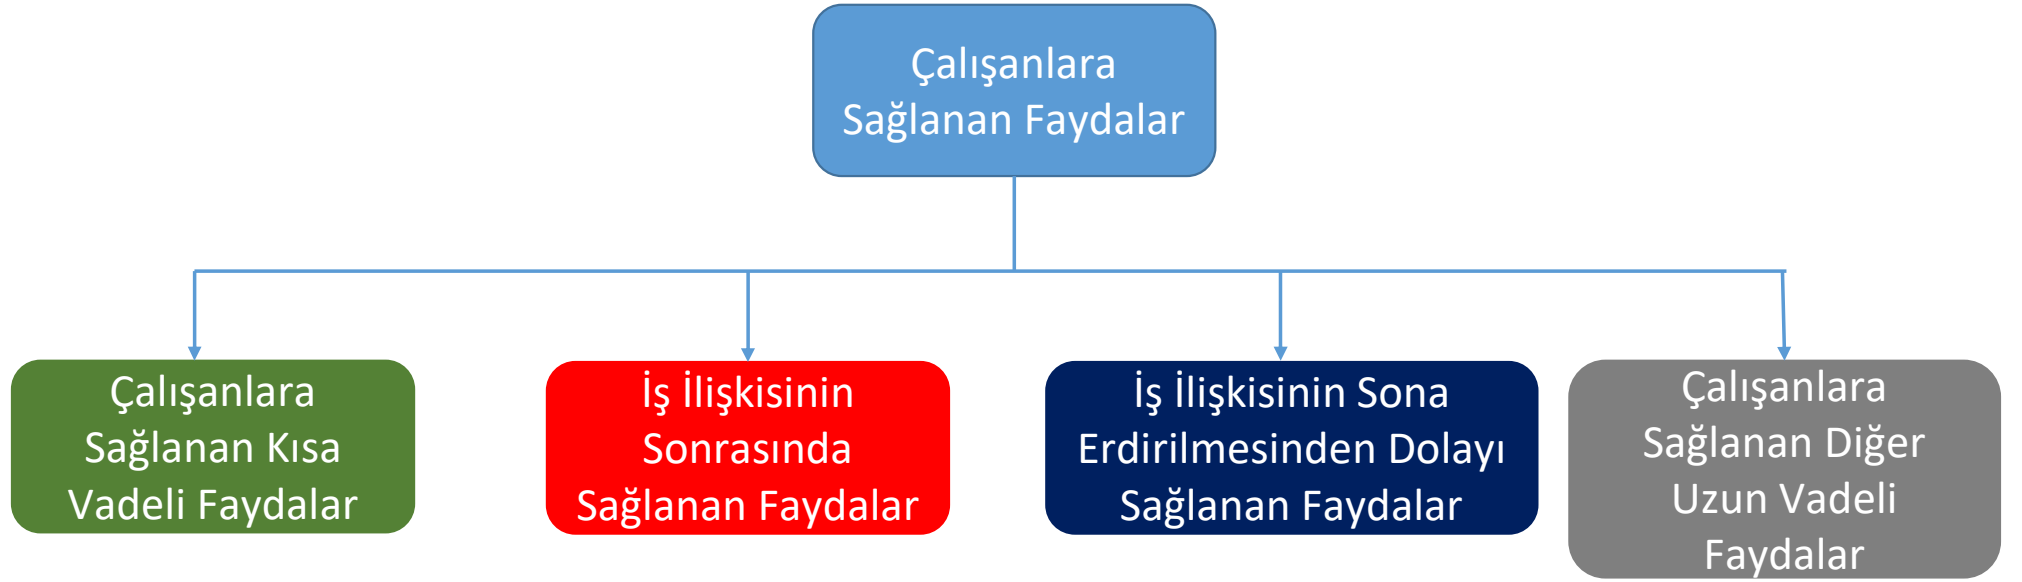 Çalışanlara
Sağlanan Faydalar
Çalışanlara
Sağlanan Kısa
Vadeli Faydalar
İş İlişkisinin
Sonrasında
Sağlanan Faydalar
İş İlişkisinin Sona
Erdirilmesinden Dolayı
Sağlanan Faydalar
Çalışanlara
Sağlanan Diğer
Uzun Vadeli
Faydalar